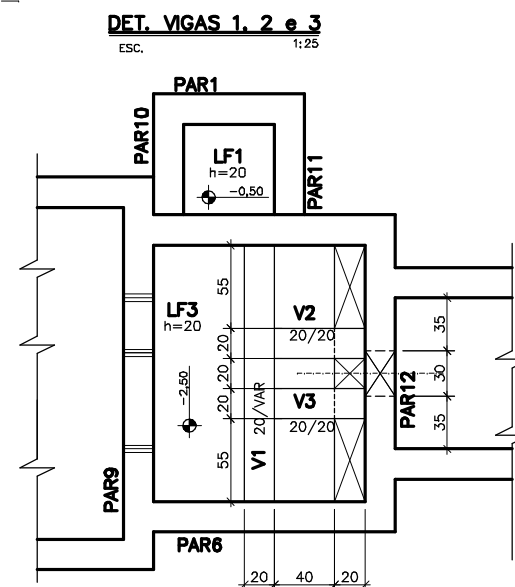 DET. VIGAS 1, 2 e 3
ESC. 1:25
PAR1
PAR10
LF1
h=20
-0,50
PAR11
55
LF3
h=20
V2
20/20
35
20
20
30
-2,50
20
20/VAR
V3
20/20
PAR12
35
55
V1
PAR9
PAR6
20
40
20